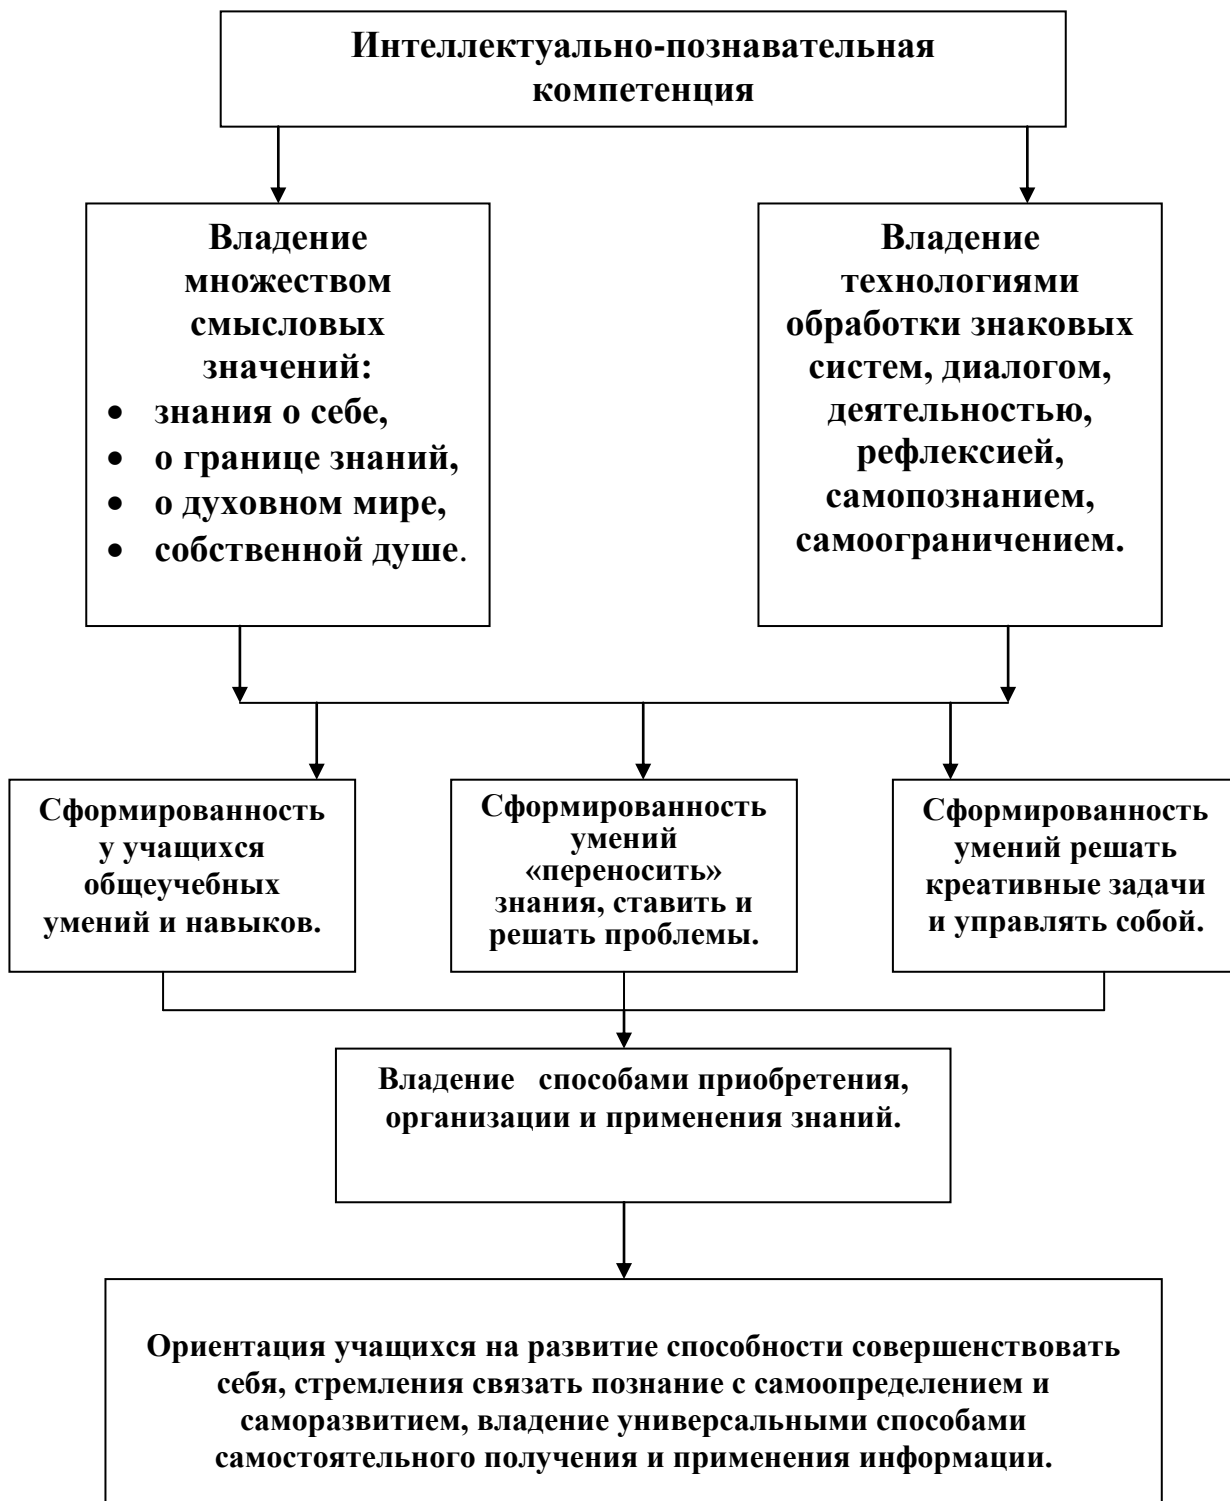 Интеллектуально-познавательная
компетенция
Владение
множеством
смысловых
значений:
• знания о себе,
• о границе знаний,
• о духовном мире,
• собственной душе.
Владение
технологиями
обработки знаковых
систем, диалогом,
деятельностью,
рефлексией,
самопознанием,
самоограничением.
Сформированность
у учащихся
общеучебных
умений и навыков.
Сформированность
умений
«переносить»
знания, ставить и
решать проблемы.
Сформированность
умений решать
креативные задачи
и управлять собой.
Владение способами приобретения,
организации и применения знаний.
Ориентация учащихся на развитие способности совершенствовать
себя, стремления связать познание с самоопределением и
саморазвитием, владение универсальными способами
самостоятельного получения и применения информации.